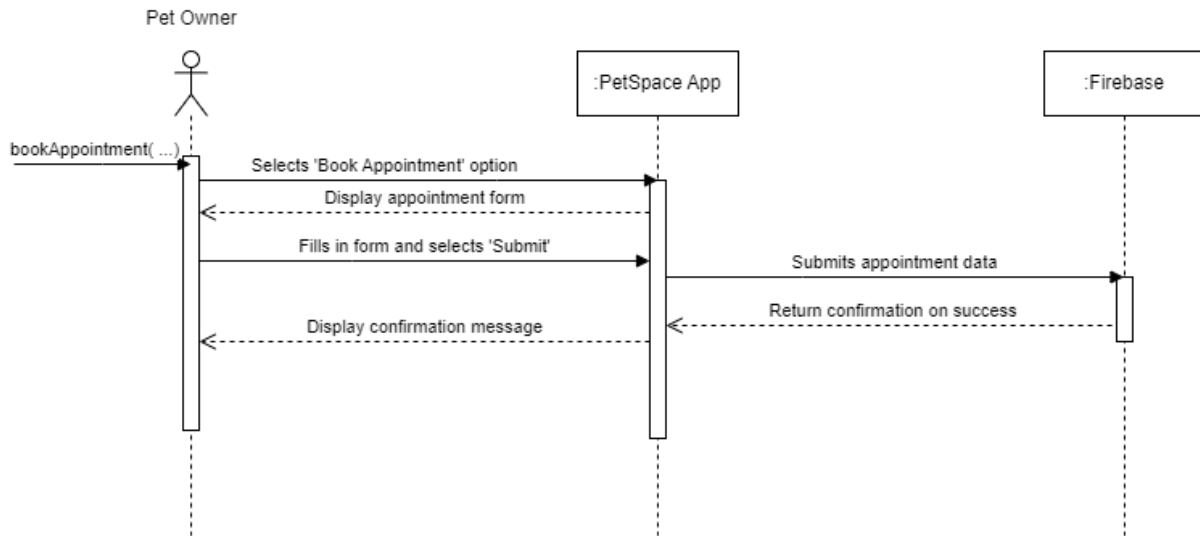 Pet Owner
:PetSpace App
:Firebase
bookAppointment( ...)
Selects 'Book Appointment' option
Display appointment form
Fills in form and selects 'Submit'
Submits appointment data
Return confirmation on success
Display confirmation message